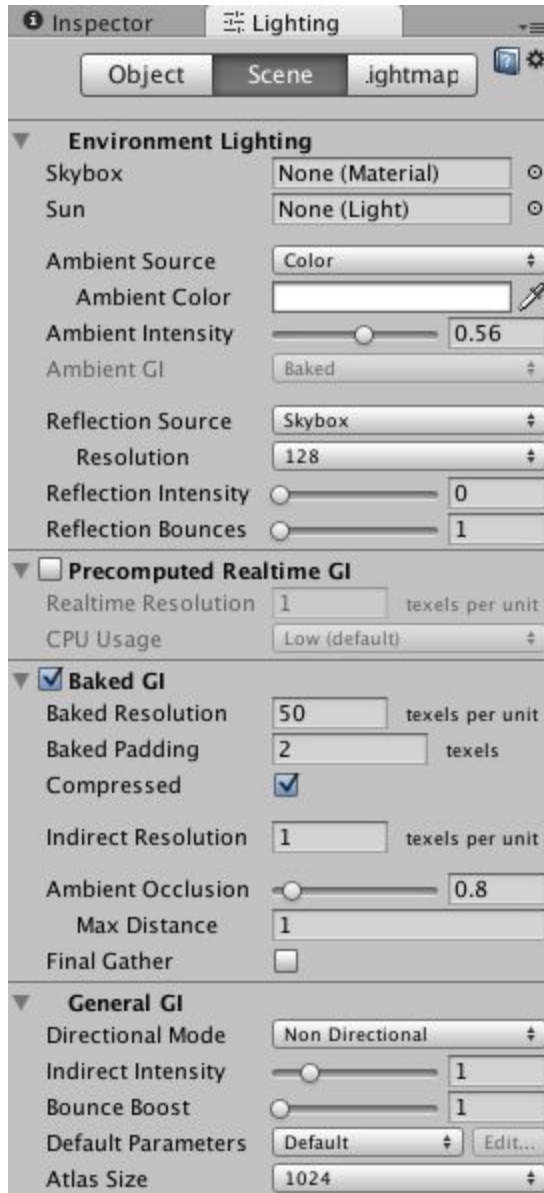 Inspector Lighting
Object Scene .ightmap
Environment Lighting
Skybox None (Material)
Sun None (Light)
Ambient Source Color
Ambient Color
Ambient Intensity 0.56
Ambient GI Baked
Reflection Source Skybox
Resolution 128
Reflection Intensity 0
Reflection Bounces 1
Precomputed Realtime GI
Realtime Resolution 1 texels per unit
CPU Usage Low (default)
Baked GI
Baked Resolution 50 texels per unit
Baked Padding 2 texels
Compressed
Indirect Resolution 1 texels per unit
Ambient Occlusion 0.8
Max Distance 1
Final Gather
General GI
Directional Mode Non Directional
Indirect Intensity 1
Bounce Boost 1
Default Parameters Default Edit...
Atlas Size 1024